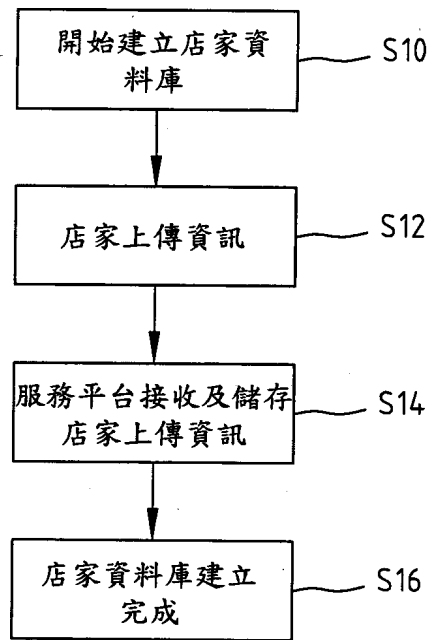 開始建立店家資
料庫
S10
店家上傳資訊
S12
服務平台接收及儲存
店家上傳資訊
S14
店家資料庫建立
完成
S16